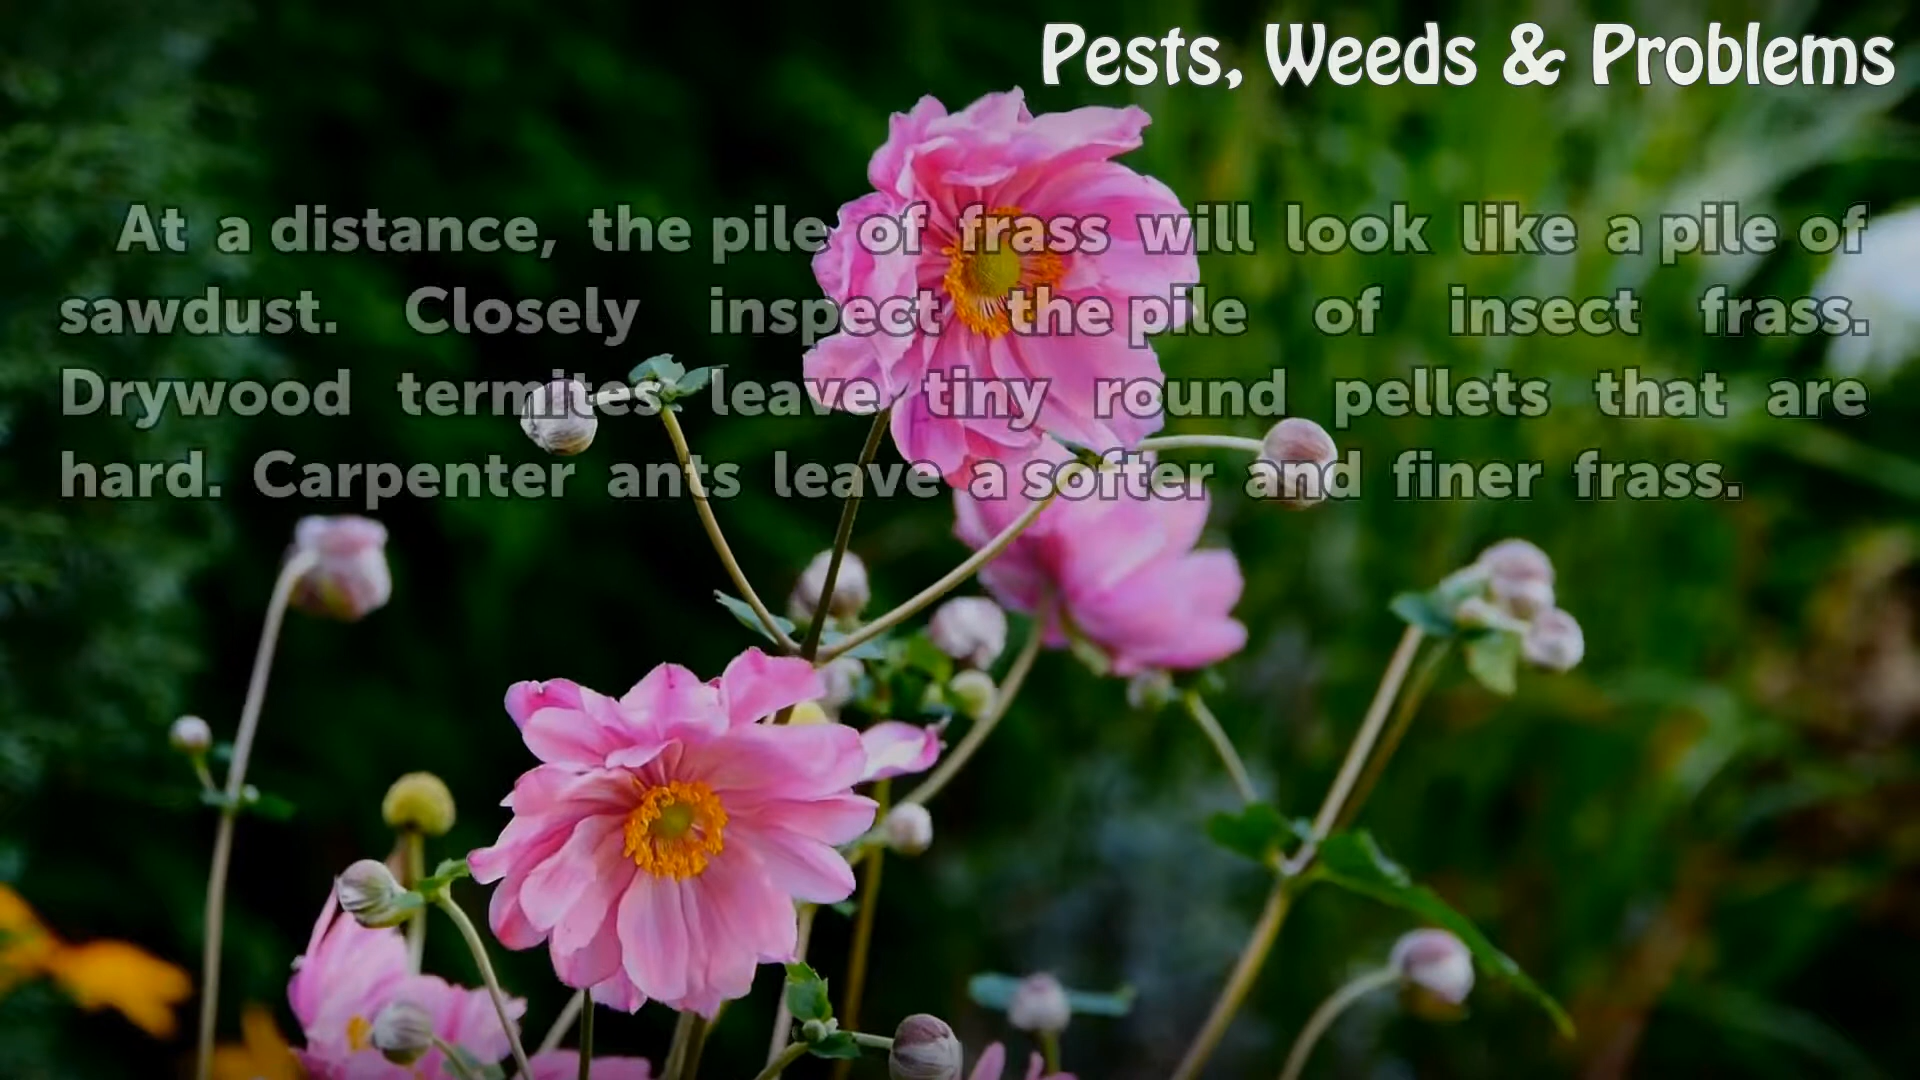 Pests, Weeds & Problems
At a distance, the pile of frass will look like a pile of
sawdust. Closely inspect the pile of insect frass.
Drywood termites leave tiny round pellets that are
hard. Carpenter ants leave a softer and finer frass.